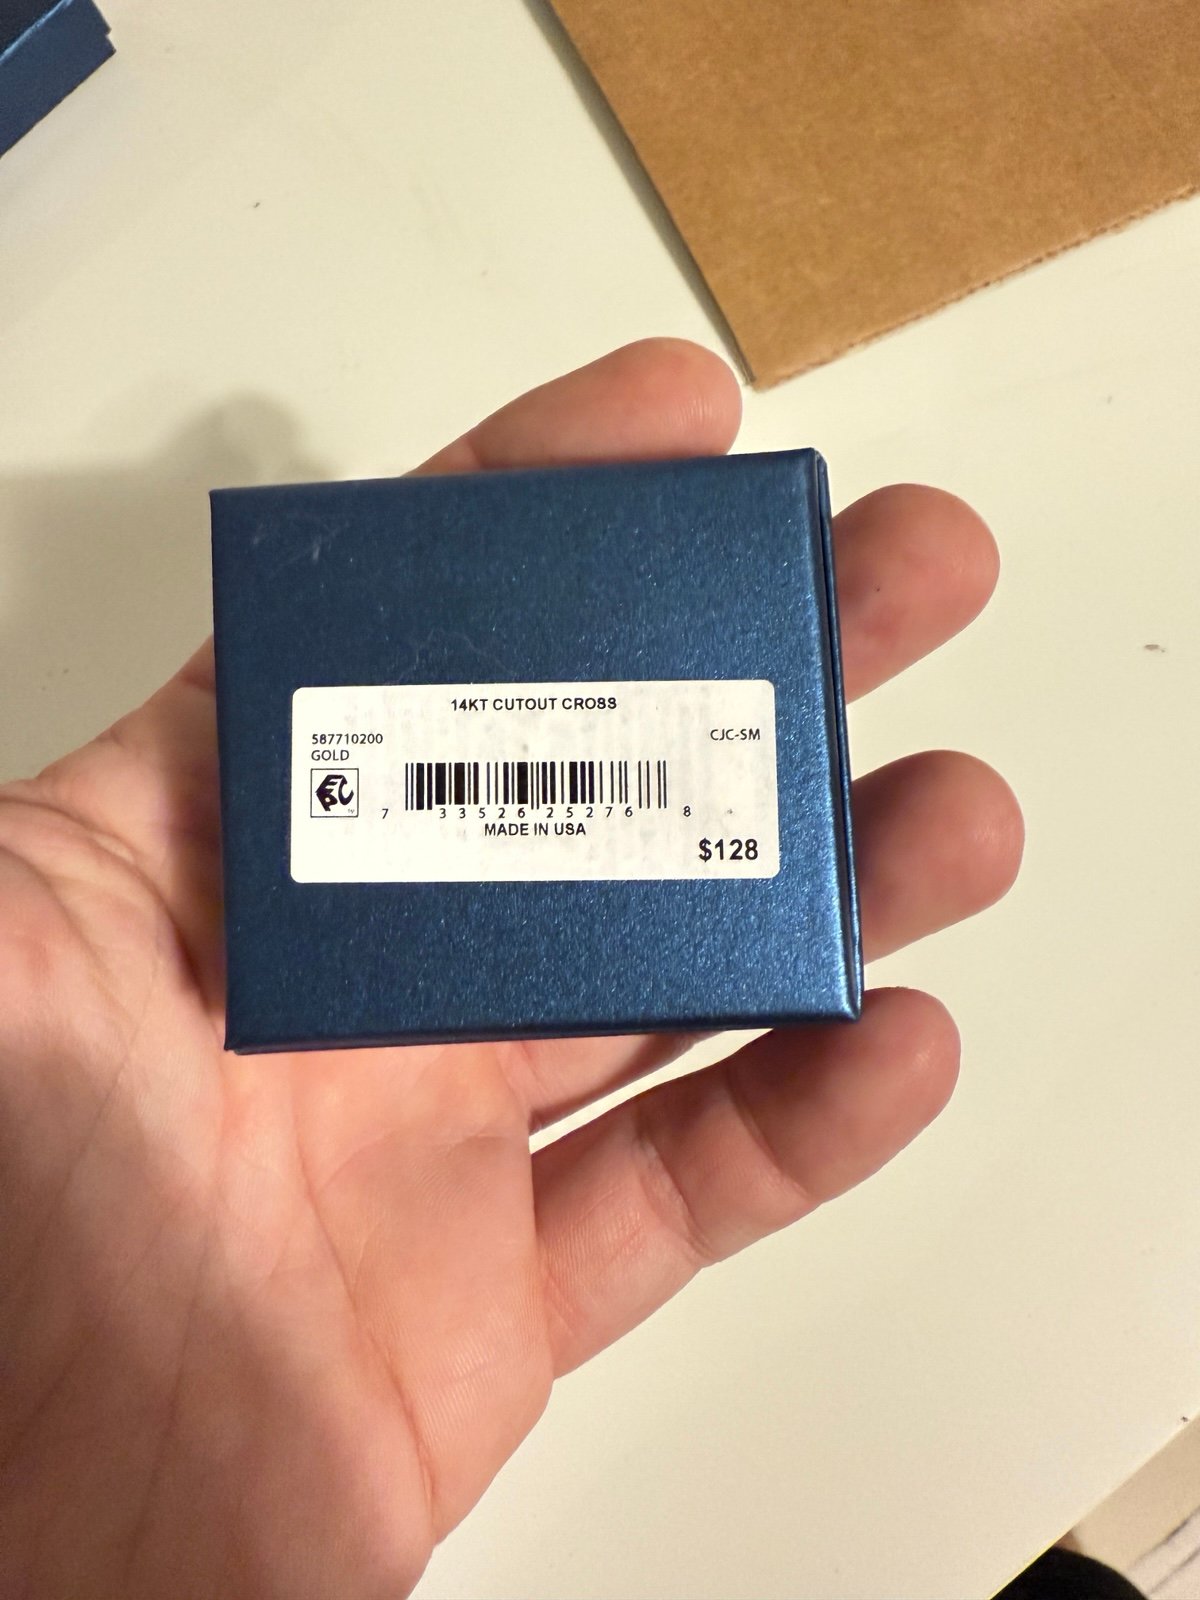 14KT CUTOUT CROSS
587710200
CJC-SM
GOLD
7 33526 25276 8
MADE IN USA
$128